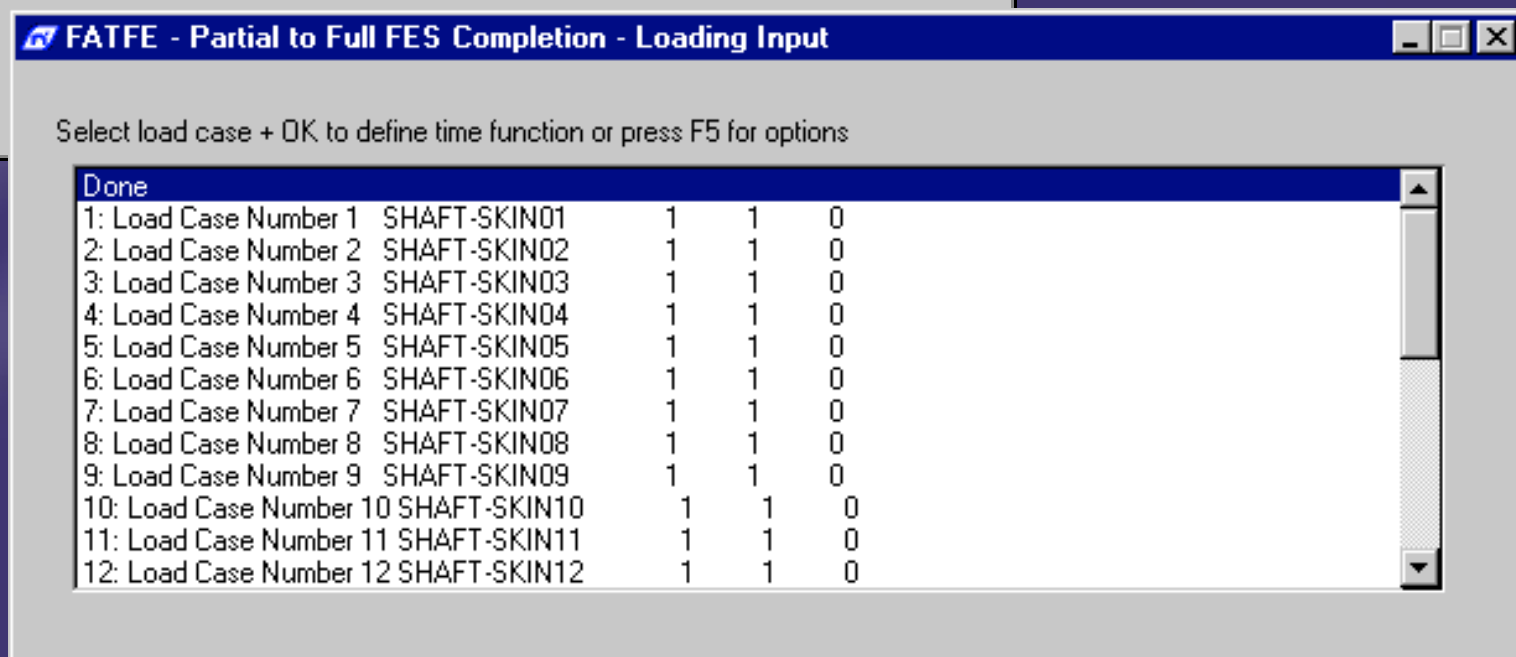 FATFE - Partial to Full FES Completion - Loading Input
Select load case + OK to define time function or press F5 for options
Done
1: Load Case Number 1 SHAFT-SKIN01 1 1 0
2: Load Case Number 2 SHAFT-SKIN02 1 1 0
3: Load Case Number 3 SHAFT-SKIN03 1 1 0
4: Load Case Number 4 SHAFT-SKIN04 1 1 0
5: Load Case Number 5 SHAFT-SKIN05 1 1 0
6: Load Case Number 6 SHAFT-SKIN06 1 1 0
7: Load Case Number 7 SHAFT-SKIN07 1 1 0
8: Load Case Number 8 SHAFT-SKIN08 1 1 0
9: Load Case Number 9 SHAFT-SKIN09 1 1 0
10: Load Case Number 10 SHAFT-SKIN10 1 1 0
11: Load Case Number 11 SHAFT-SKIN11 1 1 0
12: Load Case Number 12 SHAFT-SKIN12 1 1 0